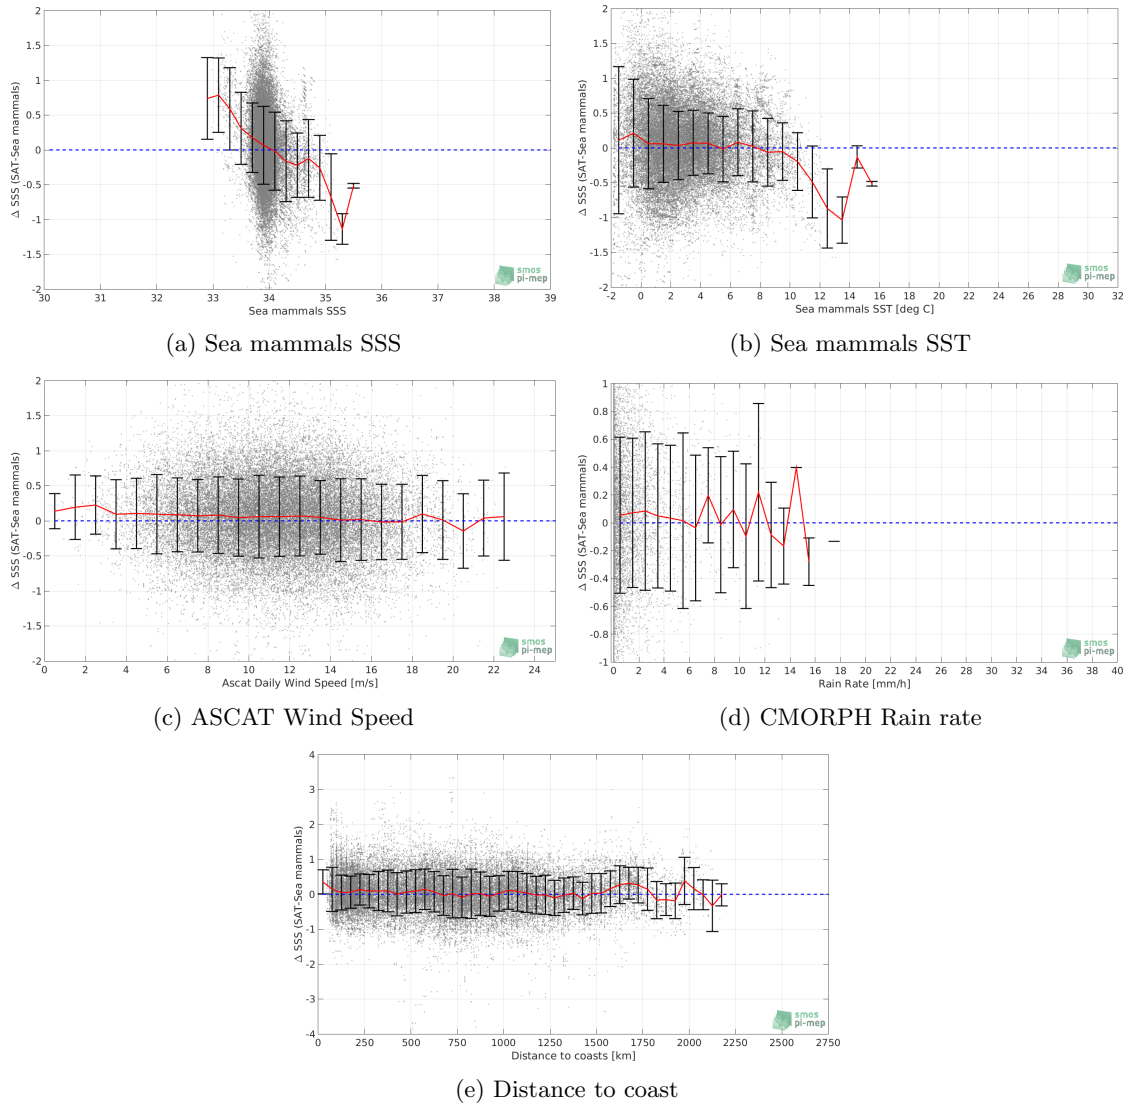 Δ SSS (SAT-Sea mammals)
2
1.5
1
0.5
0
-0.5
-1
-1.5
-2
30 31 32 33 34 35 36 37 38 39
Sea mammals SSS
smos
pi-mep
(a) Sea mammals SSS
Δ SSS (SAT-Sea mammals)
2
1.5
1
0.5
0
-0.5
-1
-1.5
-2
-2 0 2 4 6 8 10 12 14 16 18 20 22 24 26 28 30 32
Sea mammals SST [deg C]
smos
pi-mep
(b) Sea mammals SST
Δ SSS (SAT-Sea mammals)
2
1.5
1
0.5
0
-0.5
-1
-1.5
-2
0 2 4 6 8 10 12 14 16 18 20 22 24
Ascat Daily Wind Speed [m/s]
smos
pi-mep
(c) ASCAT Wind Speed
Δ SSS (SAT-Sea mammals)
1
0.8
0.6
0.4
0.2
0
-0.2
-0.4
-0.6
-0.8
-1
0 2 4 6 8 10 12 14 16 18 20 22 24 26 28 30 32 34 36 38 40
Rain Rate [mm/h]
smos
pi-mep
(d) CMORPH Rain rate
Δ SSS (SAT-Sea mammals)
4
3
2
1
0
-1
-2
-3
-4
0 250 500 750 1000 1250 1500 1750 2000 2250 2500 2750
Distance to coasts [km]
smos
pi-mep
(e) Distance to coast